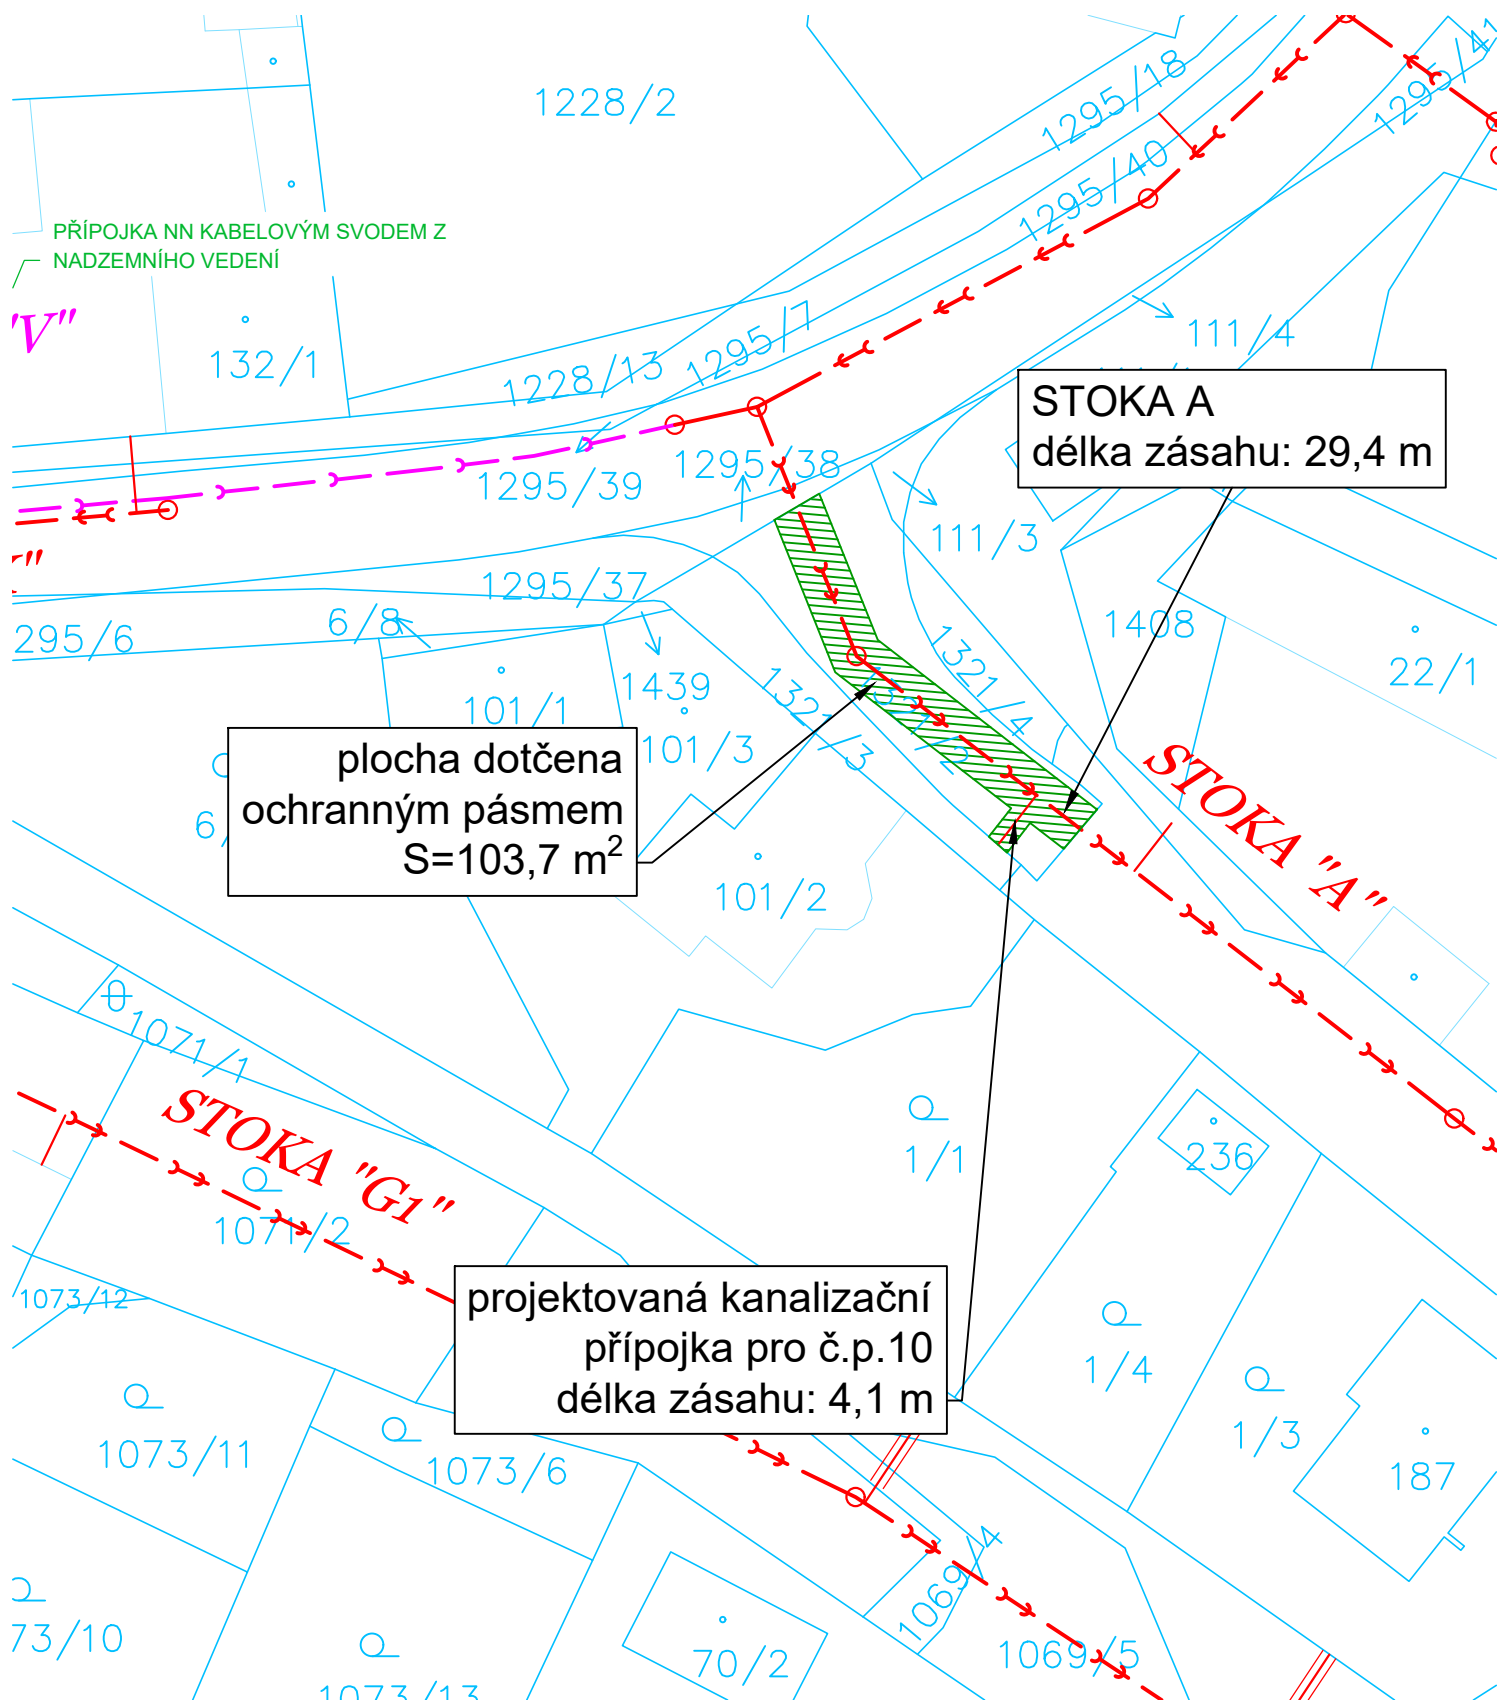 1228/2
1295/18
1295/41
1295/40
PŘÍPOJKA NN KABELOVÝM SVODEM Z
NADZEMNÍHO VEDENÍ
"V"
132/1
1228/13
1295/7
111/4
STOKA A
délka zásahu: 29,4 m
1295/39
1295/38
111/3
1295/37
6/8
295/6
1408
22/1
1439
101/1
101/3
1321/3
1321/2
1321/4
plocha dotčena
ochranným pásmem
S=103,7 m²
101/2
STOKA "A"
1071/1
STOKA "G1"
1071/2
1/1
236
1073/12
projektovaná kanalizační
přípojka pro č.p.10
délka zásahu: 4,1 m
1/4
1/3
187
1073/11
1073/6
1069/4
1069/5
73/10
70/2
1073/13